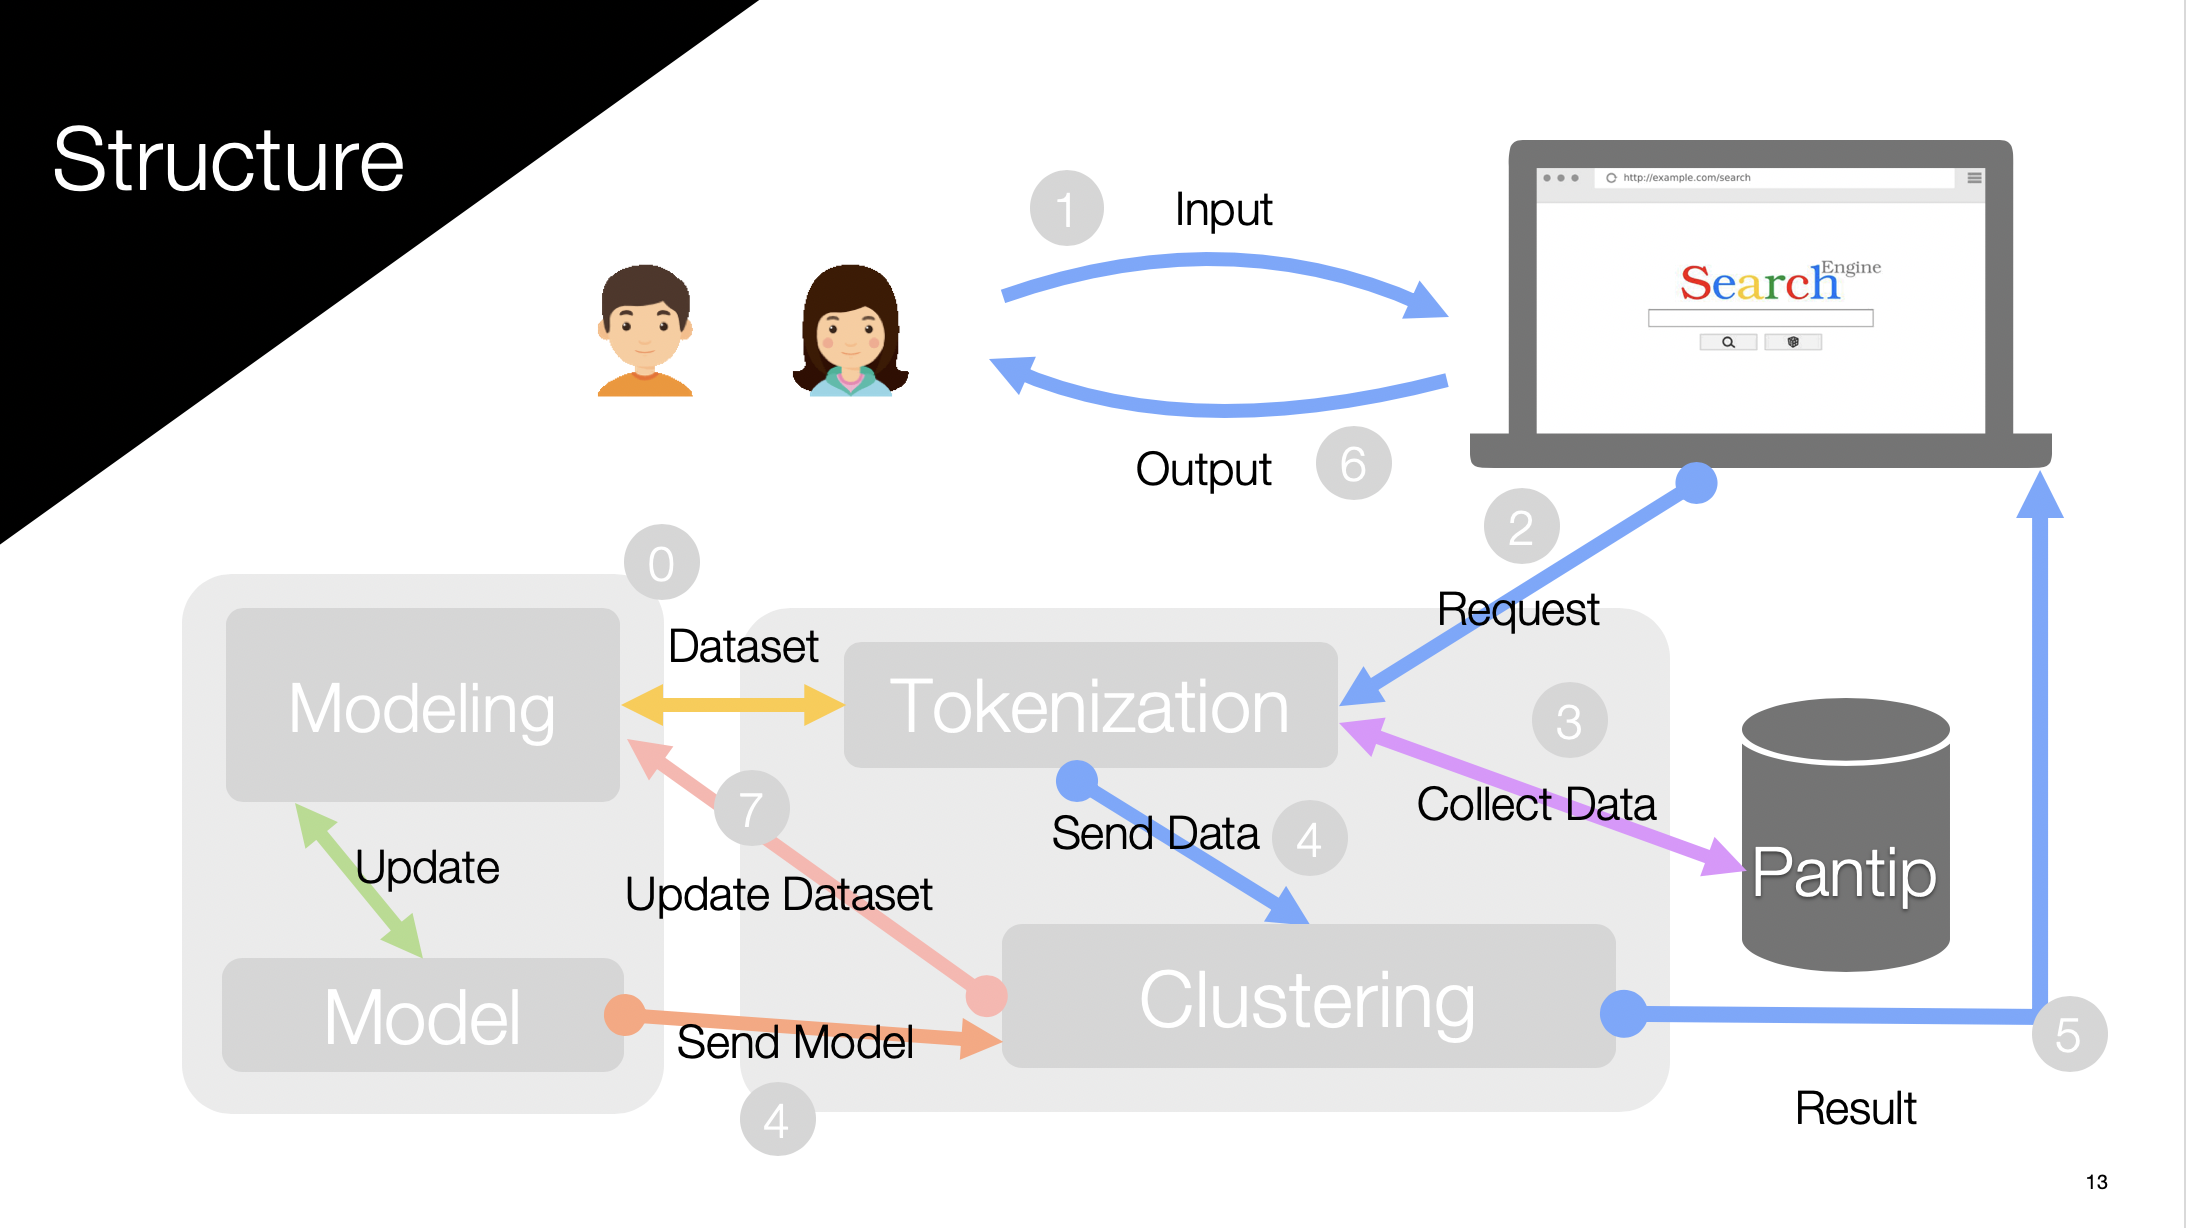 Structure
1
Input
http://example.com/search
Search Engine
Output
6
2
0
Request
Dataset
Modeling
Tokenization
3
7
Send Data
4
Collect Data
Update
Update Dataset
Pantip
Model
Send Model
Clustering
5
4
Result
13